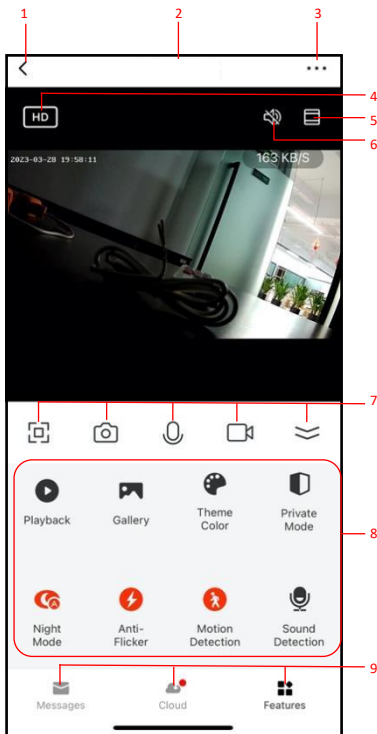 1
2
3
4
HD
5
6
2023-03-28 19:58:11
163 KB/S
7
Playback
Gallery
Theme
Color
Private
Mode
8
Night
Mode
Anti-
Flicker
Motion
Detection
Sound
Detection
9
Messages
Cloud
Features